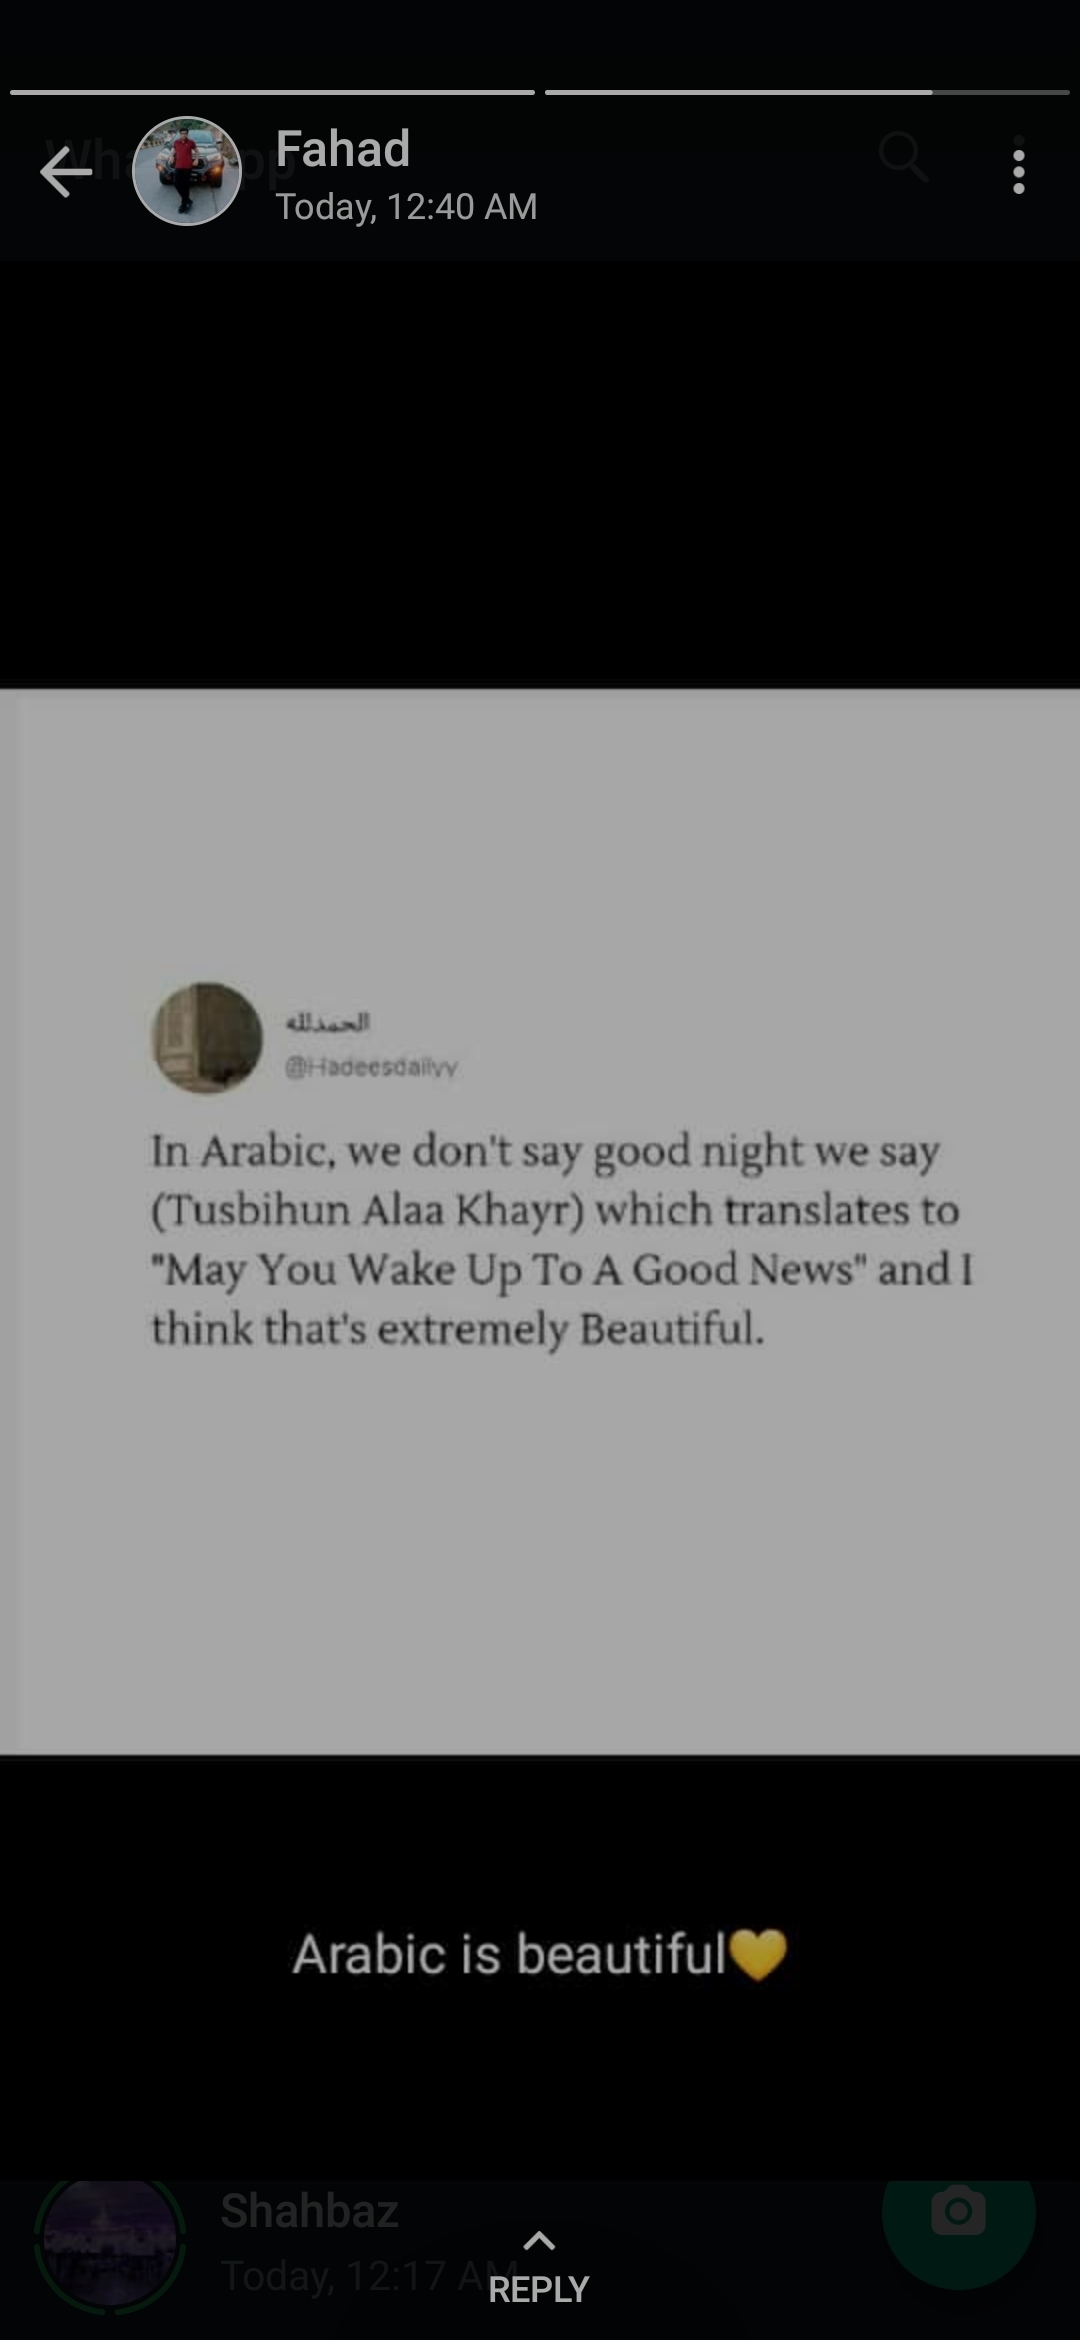 WhatsApp
Fahad
Today, 12:40 AM
الحمدلله
@Hadeesdailyy
In Arabic, we don't say good night we say
(Tusbihun Alaa Khayr) which translates to
"May You Wake Up To A Good News" and I
think that's extremely Beautiful.
Arabic is beautiful💛
Shahbaz
Today, 12:17 AM
REPLY